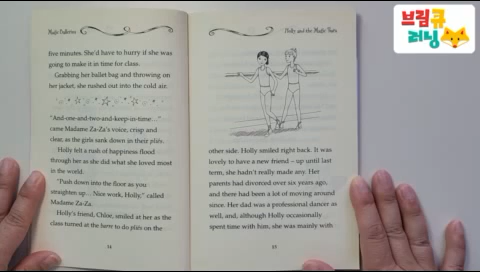 브림큐
러닝
Magic Ballerina
five minutes. She'd have to hurry if she was
going to make it in time for class.
Grabbing her ballet bag and throwing on
her jacket, she rushed out into the cold air.
"And-one-and-two-and-keep-in-time…"
came Madame Za-Za's voice, crisp and
clear, as the girls sank down in their pliés.
Holly felt a rush of happiness flood
through her as she did what she loved most
in the world.
"Push down into the floor as you
straighten up… Nice work, Holly," called
Madame Za-Za.
Holly's friend, Chloe, smiled at her as the
class turned at the barre to do pliés on the
Holly and the Magic Tiara
other side. Holly smiled right back. It was
lovely to have a new friend – up until last
term, she hadn't really made any. Her
parents had divorced over six years ago,
and there had been a lot of moving around
since. Her dad was a professional dancer as
well, and, although Holly occasionally
spent time with him, she was mainly with